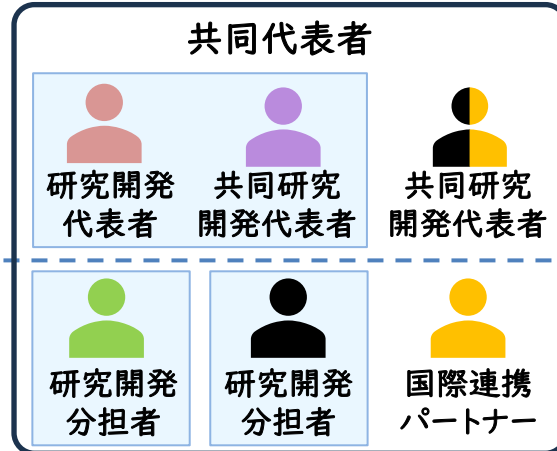 共同代表者
研究開発
代表者
共同研究
開発代表者
共同研究
開発代表者
研究開発
分担者
研究開発
分担者
国際連携
パートナー